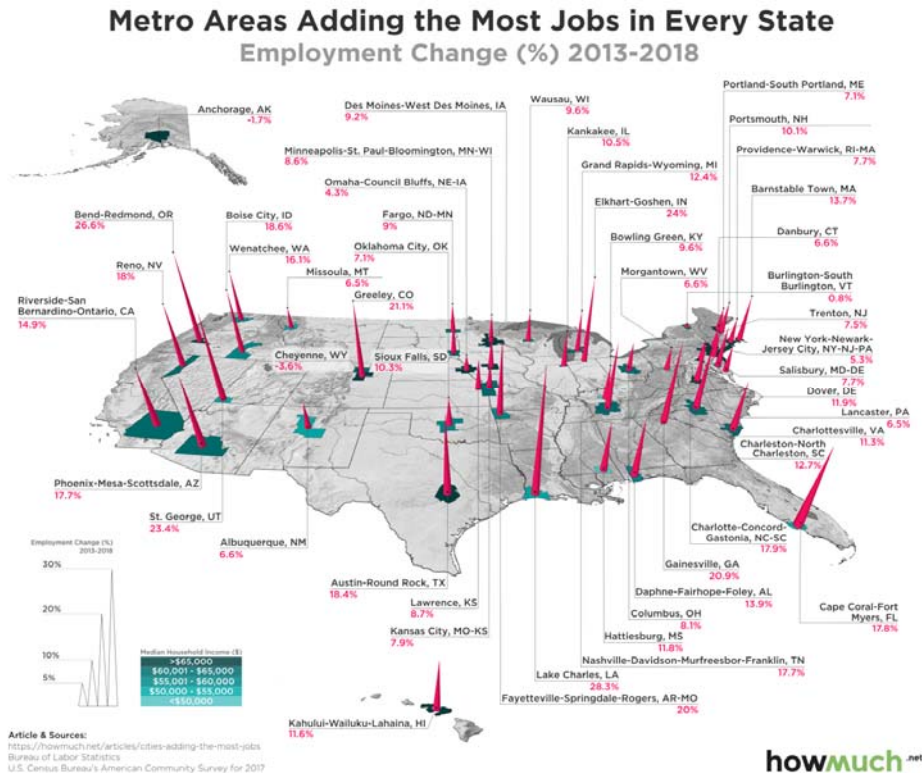 Metro Areas Adding the Most Jobs in Every State
Employment Change (%) 2013-2018
Portland-South Portland, ME
7.1%
Wausau, WI
9.6%
Des Moines-West Des Moines, IA
9.2%
Anchorage, AK
-1.7%
Portsmouth, NH
10.1%
Kankakee, IL
10.5%
Minneapolis-St. Paul-Bloomington, MN-WI
8.6%
Providence-Warwick, RI-MA
7.7%
Grand Rapids-Wyoming, MI
12.4%
Omaha-Council Bluffs, NE-IA
4.3%
Barnstable Town, MA
13.7%
Elkhart-Goshen, IN
24%
Bend-Redmond, OR
26.6%
Boise City, ID
18.6%
Fargo, ND-MN
9%
Danbury, CT
6.6%
Bowling Green, KY
9.6%
Wenatchee, WA
16.1%
Oklahoma City, OK
7.1%
Reno, NV
18%
Missoula, MT
6.5%
Morgantown, WV
6.6%
Burlington-South
Burlington, VT
0.8%
Greeley, CO
21.1%
Riverside-San
Bernardino-Ontario, CA
14.9%
Trenton, NJ
7.5%
New York-Newark-
Jersey City, NY-NJ-PA
5.3%
Cheyenne, WY
-3.6%
Sioux Falls, SD
10.3%
Salisbury, MD-DE
7.7%
Dover, DE
11.9%
Lancaster, PA
6.5%
Charlottesville, VA
11.3%
Charleston-North
Charleston, SC
12.7%
Phoenix-Mesa-Scottsdale, AZ
17.7%
St. George, UT
23.4%
Albuquerque, NM
6.6%
Charlotte-Concord-
Gastonia, NC-SC
17.9%
Gainesville, GA
20.9%
Austin-Round Rock, TX
18.4%
Daphne-Fairhope-Foley, AL
13.9%
Lawrence, KS
8.7%
Columbus, OH
8.1%
Cape Coral-Fort
Myers, FL
17.8%
Kansas City, MO-KS
7.9%
Hattiesburg, MS
11.8%
Nashville-Davidson-Murfreesbor-Franklin, TN
17.7%
Lake Charles, LA
28.3%
Fayetteville-Springdale-Rogers, AR-MO
20%
Kahului-Wailuku-Lahaina, HI
11.6%
Employment Change (%)
2013-2018
30%
20%
10%
5%
Median Household Income ($)
>$65,000
$60,001 - $65,000
$55,001 - $60,000
$50,000 - $55,000
<$50,000
Article & Sources:
https://howmuch.net/articles/cities-adding-the-most-jobs
Bureau of Labor Statistics
U.S. Census Bureau's American Community Survey for 2017
howmuch.net